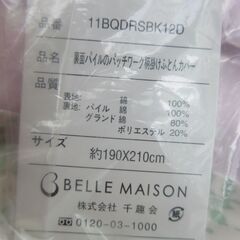 品番 11BQDRSBK12D
品名 裏面パイルのパッチワーク柄掛けふとんカバー
表地: 綿 100%
裏地: パイル 綿 100%
グランド 綿 80%
ポリエステル 20%
サイズ 約190X210cm
BELLE MAISON
株式会社 千趣会
0120-03-1000
紙